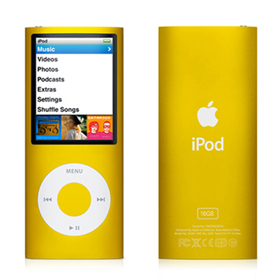 iPod
Music
Videos
Photos
Podcasts
Extras
Settings
Shuffle Songs
MENU
iPod
16GB